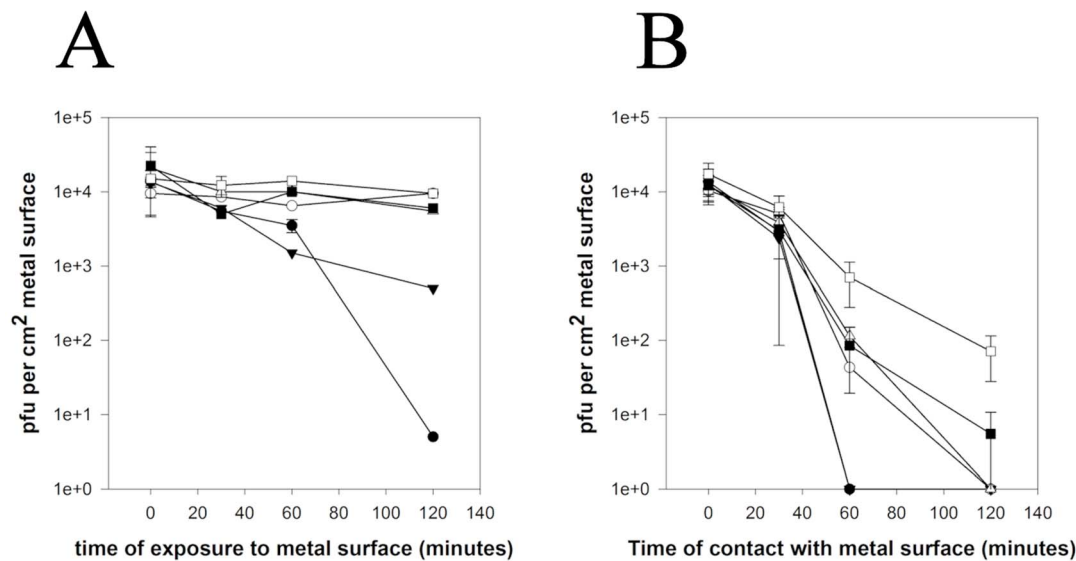 A
B
1e+5
1e+4
1e+3
1e+2
1e+1
1e+0
pfu per cm2 metal surface
0 20 40 60 80 100 120 140
time of exposure to metal surface (minutes)
1e+5
1e+4
1e+3
1e+2
1e+1
1e+0
pfu per cm2 metal surface
0 20 40 60 80 100 120 140
Time of contact with metal surface (minutes)